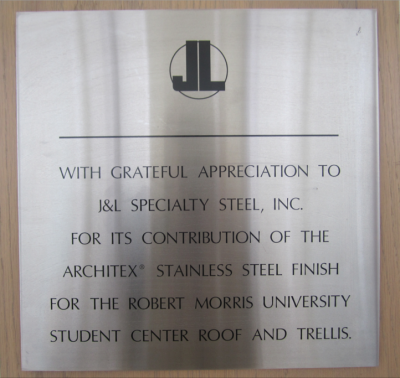 JL
WITH GRATEFUL APPRECIATION TO
J&L SPECIALTY STEEL, INC.
FOR ITS CONTRIBUTION OF THE
ARCHITEX® STAINLESS STEEL FINISH
FOR THE ROBERT MORRIS UNIVERSITY
STUDENT CENTER ROOF AND TRELLIS.